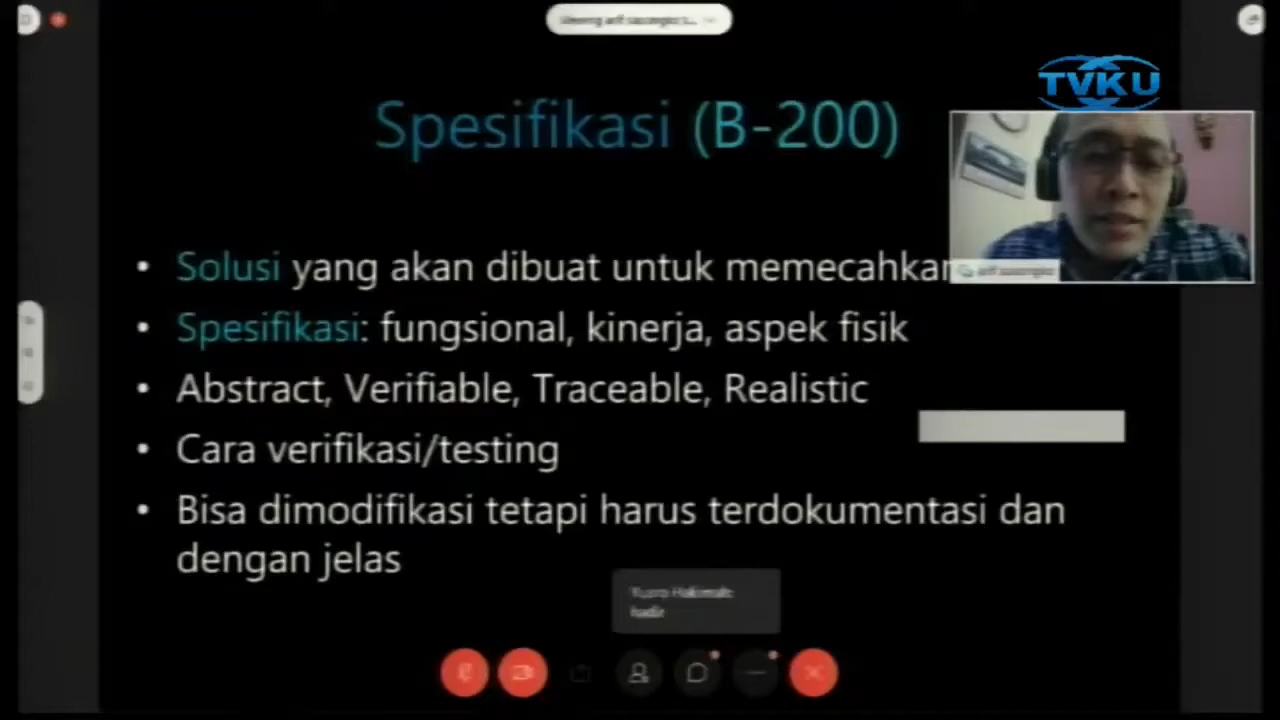 TVKU
Spesifikasi (B-200)
Solusi yang akan dibuat untuk memecahkan
Spesifikasi: fungsional, kinerja, aspek fisik
Abstract, Verifiable, Traceable, Realistic
Cara verifikasi/testing
Bisa dimodifikasi tetapi harus terdokumentasi dan
dengan jelas
hadir